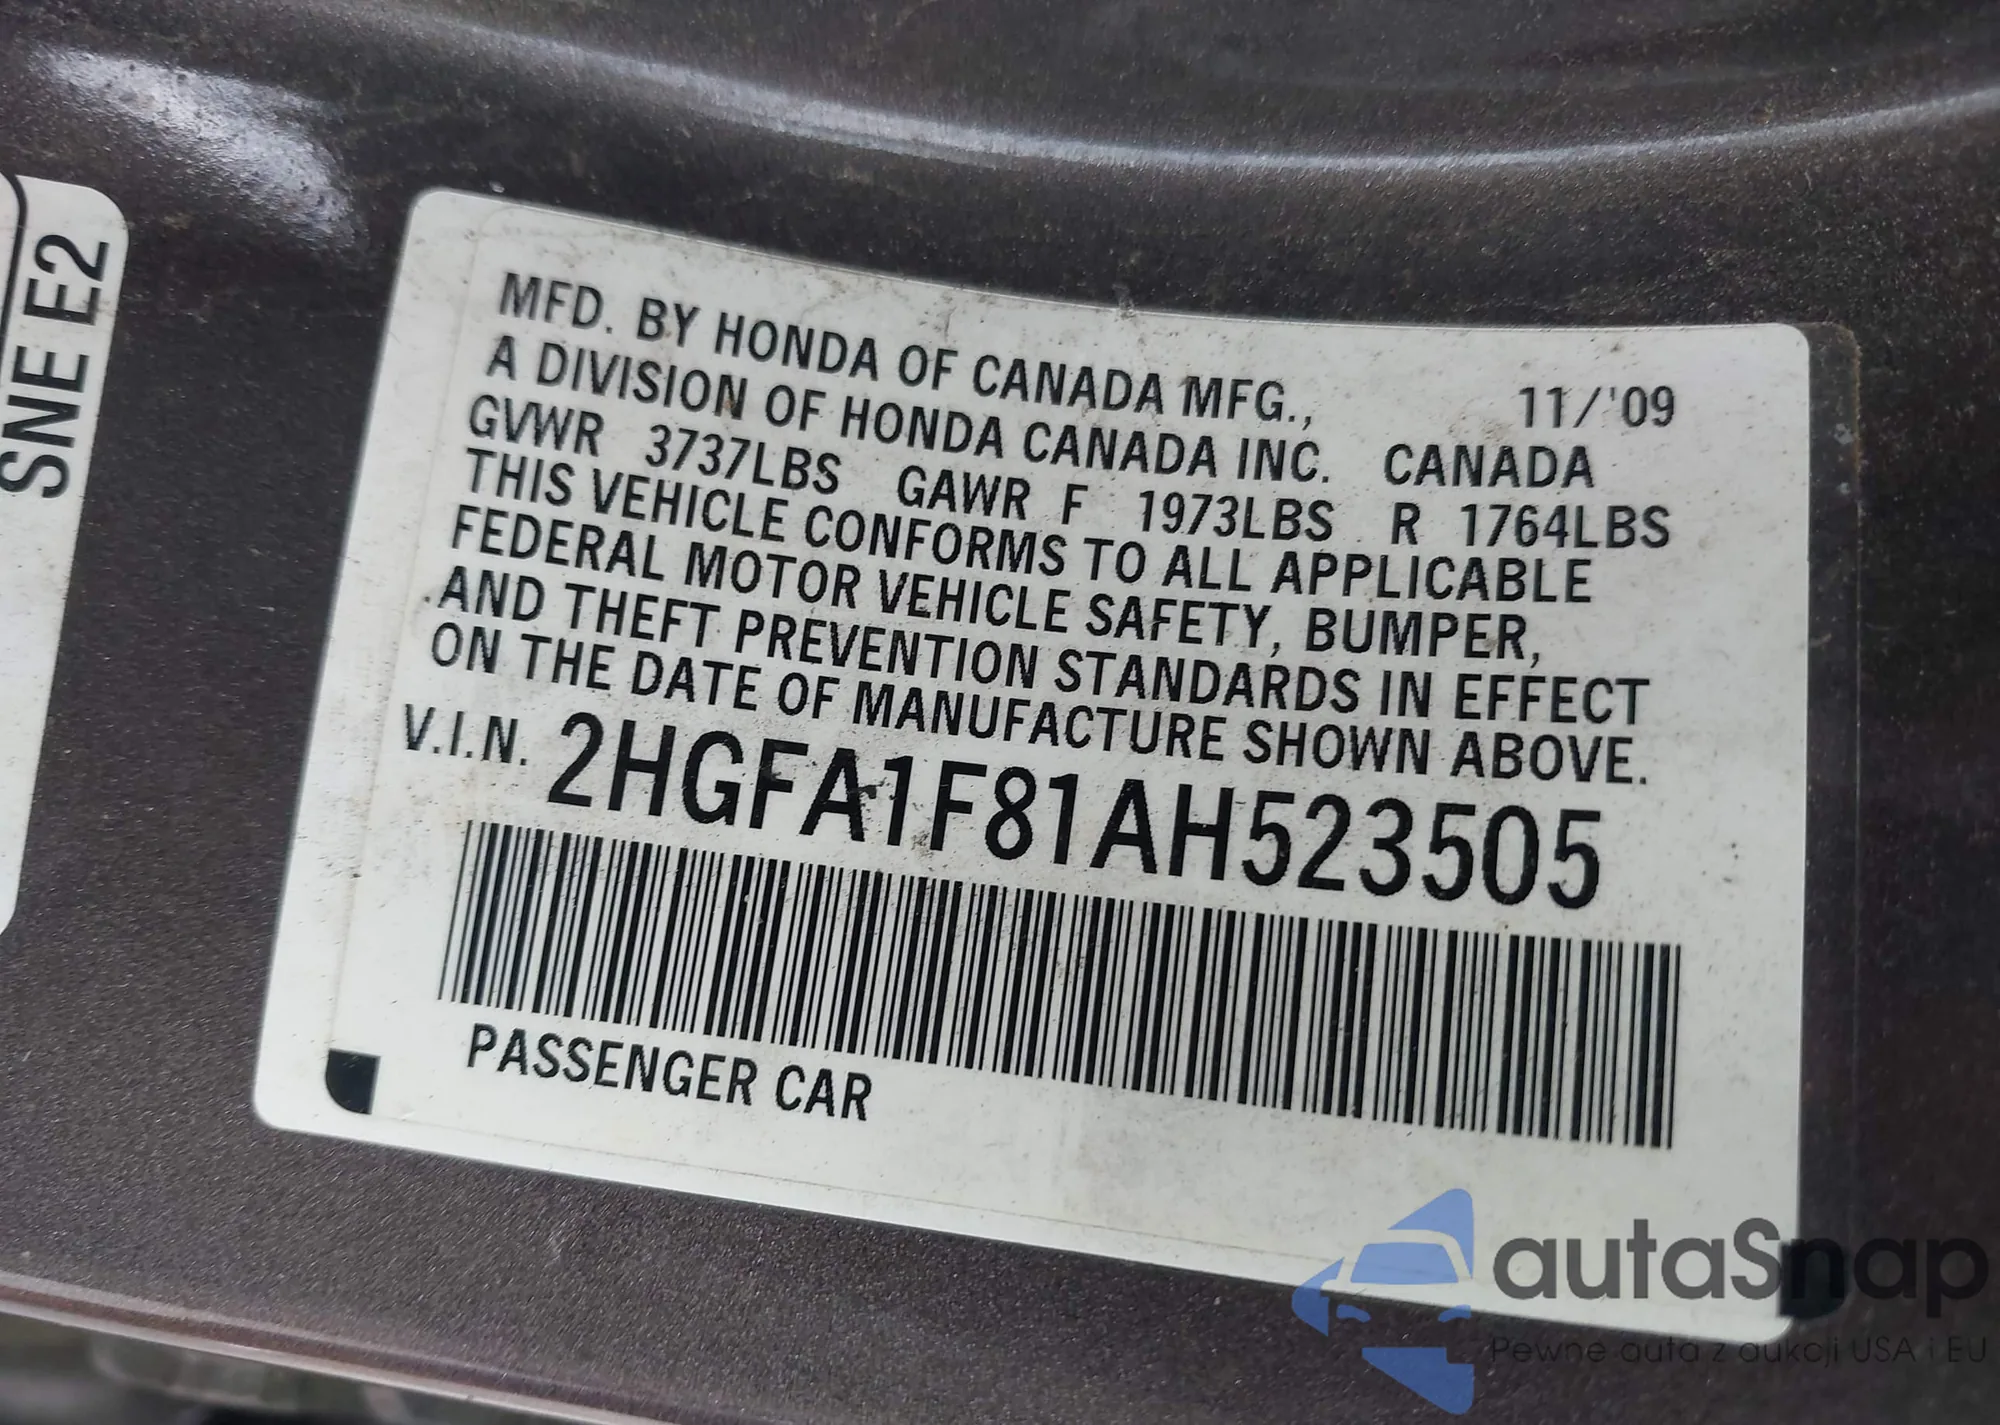 SNE E2
MFD. BY HONDA OF CANADA MFG., 11/'09
A DIVISION OF HONDA CANADA INC. CANADA
GVWR 3737LBS GAWR F 1973LBS R 1764LBS
THIS VEHICLE CONFORMS TO ALL APPLICABLE
FEDERAL MOTOR VEHICLE SAFETY, BUMPER,
AND THEFT PREVENTION STANDARDS IN EFFECT
ON THE DATE OF MANUFACTURE SHOWN ABOVE.
V.I.N. 2HGFA1F81AH523505
PASSENGER CAR
autaSnap
Pewne auta z aukcji USA i EU